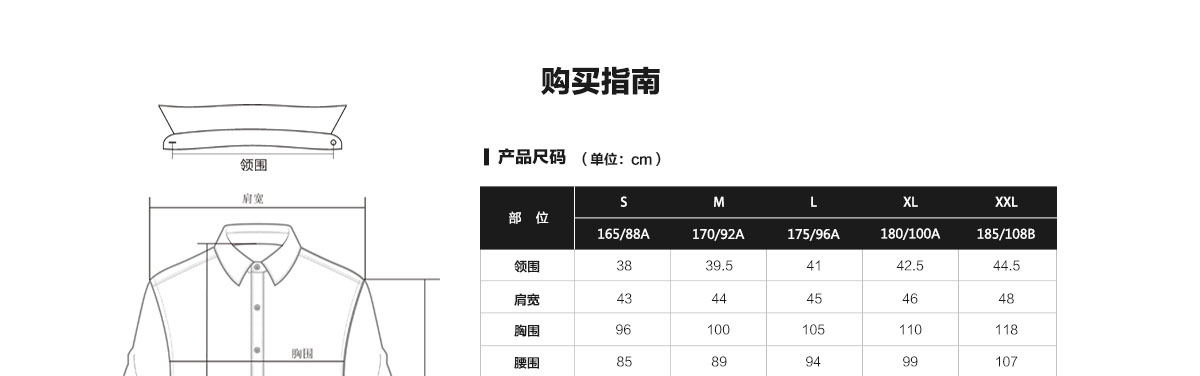 购买指南
领围
肩宽
胸围
产品尺码 （单位：cm）
部 位 S M L XL XXL
165/88A 170/92A 175/96A 180/100A 185/108B
领围 38 39.5 41 42.5 44.5
肩宽 43 44 45 46 48
胸围 96 100 105 110 118
腰围 85 89 94 99 107